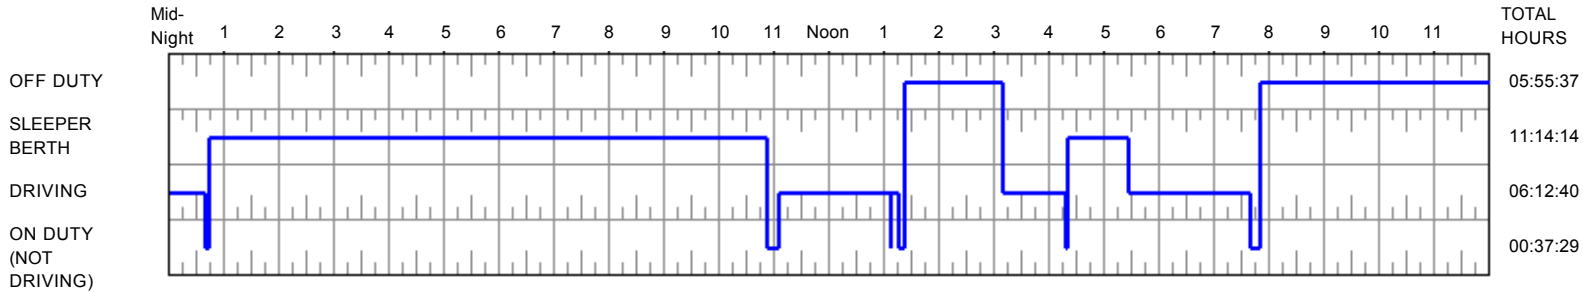 Mid-
Night 1 2 3 4 5 6 7 8 9 10 11 Noon 1 2 3 4 5 6 7 8 9 10 11
TOTAL
HOURS
OFF DUTY 05:55:37
SLEEPER
BERTH 11:14:14
DRIVING 06:12:40
ON DUTY
(NOT 00:37:29
DRIVING)